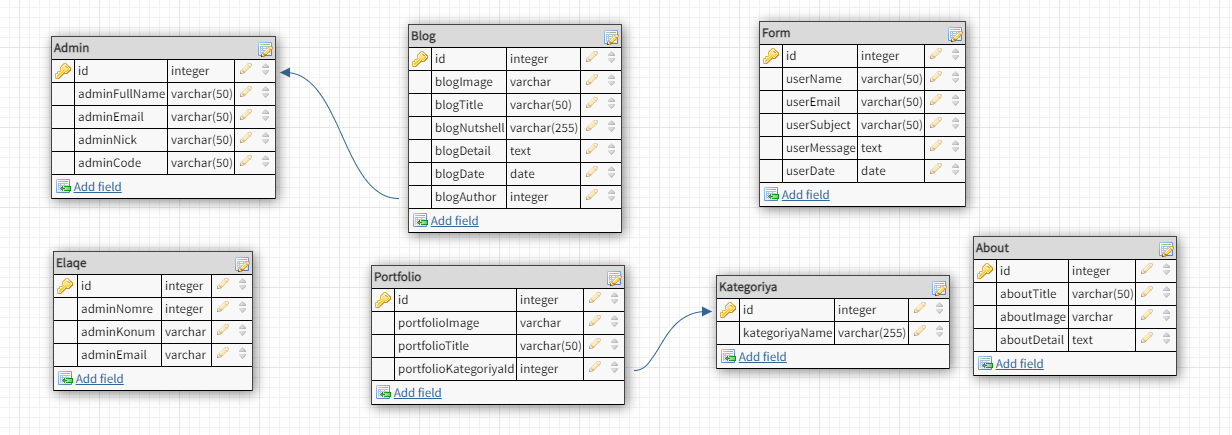 Admin
id integer
adminFullName varchar(50)
adminEmail varchar(50)
adminNick varchar(50)
adminCode varchar(50)
Add field
Blog
id integer
blogImage varchar
blogTitle varchar(50)
blogNutshell varchar(255)
blogDetail text
blogDate date
blogAuthor integer
Add field
Form
id integer
userName varchar(50)
userEmail varchar(50)
userSubject varchar(50)
userMessage text
userDate date
Add field
Elaqe
id integer
adminNomre integer
adminKonum varchar
adminEmail varchar
Add field
Portfolio
id integer
portfolioImage varchar
portfolioTitle varchar(50)
portfolioKategoriyaId integer
Add field
Kategoriya
id integer
kategoriyaName varchar(255)
Add field
About
id integer
aboutTitle varchar(50)
aboutImage varchar
aboutDetail text
Add field